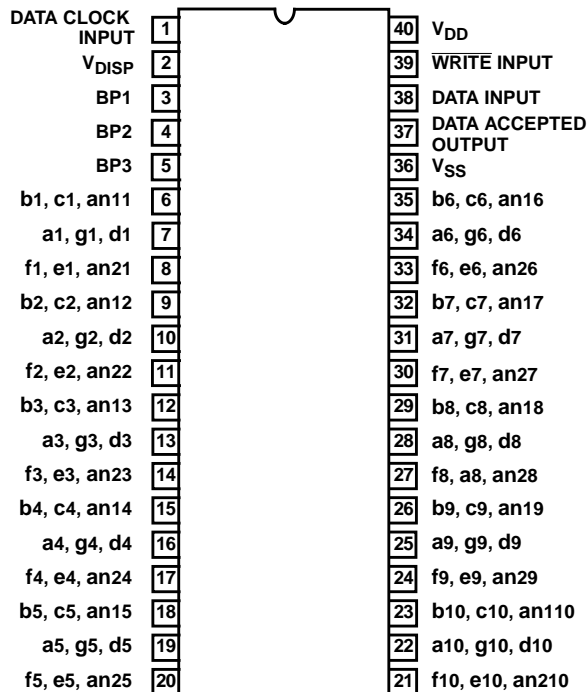 DATA CLOCK
INPUT 1
VDISP 2
BP1 3
BP2 4
BP3 5
b1, c1, an11 6
a1, g1, d1 7
f1, e1, an21 8
b2, c2, an12 9
a2, g2, d2 10
f2, e2, an22 11
b3, c3, an13 12
a3, g3, d3 13
f3, e3, an23 14
b4, c4, an14 15
a4, g4, d4 16
f4, e4, an24 17
b5, c5, an15 18
a5, g5, d5 19
f5, e5, an25 20
40 VDD
39 WRITE INPUT
38 DATA INPUT
37 DATA ACCEPTED
OUTPUT
36 VSS
35 b6, c6, an16
34 a6, g6, d6
33 f6, e6, an26
32 b7, c7, an17
31 a7, g7, d7
30 f7, e7, an27
29 b8, c8, an18
28 a8, g8, d8
27 f8, a8, an28
26 b9, c9, an19
25 a9, g9, d9
24 f9, e9, an29
23 b10, c10, an110
22 a10, g10, d10
21 f10, e10, an210